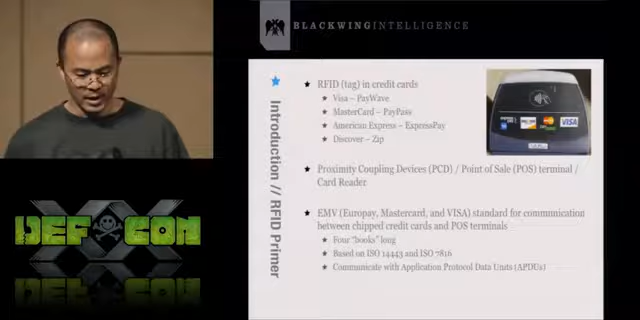 BLACKWINGINTELLIGENCE
Introduction // RFID Primer
RFID (tag) in credit cards
Visa – PayWave
MasterCard – PayPass
American Express – ExpressPay
Discover – Zip
Proximity Coupling Devices (PCD) / Point of Sale (POS) terminal /
Card Reader
EMV (Europay, Mastercard, and VISA) standard for communication
between chipped credit cards and POS terminals
Four "books" long
Based on ISO 14443 and ISO 7816
Communicate with Application Protocol Data Units (APDUs)
VISA
DEF CON
XX